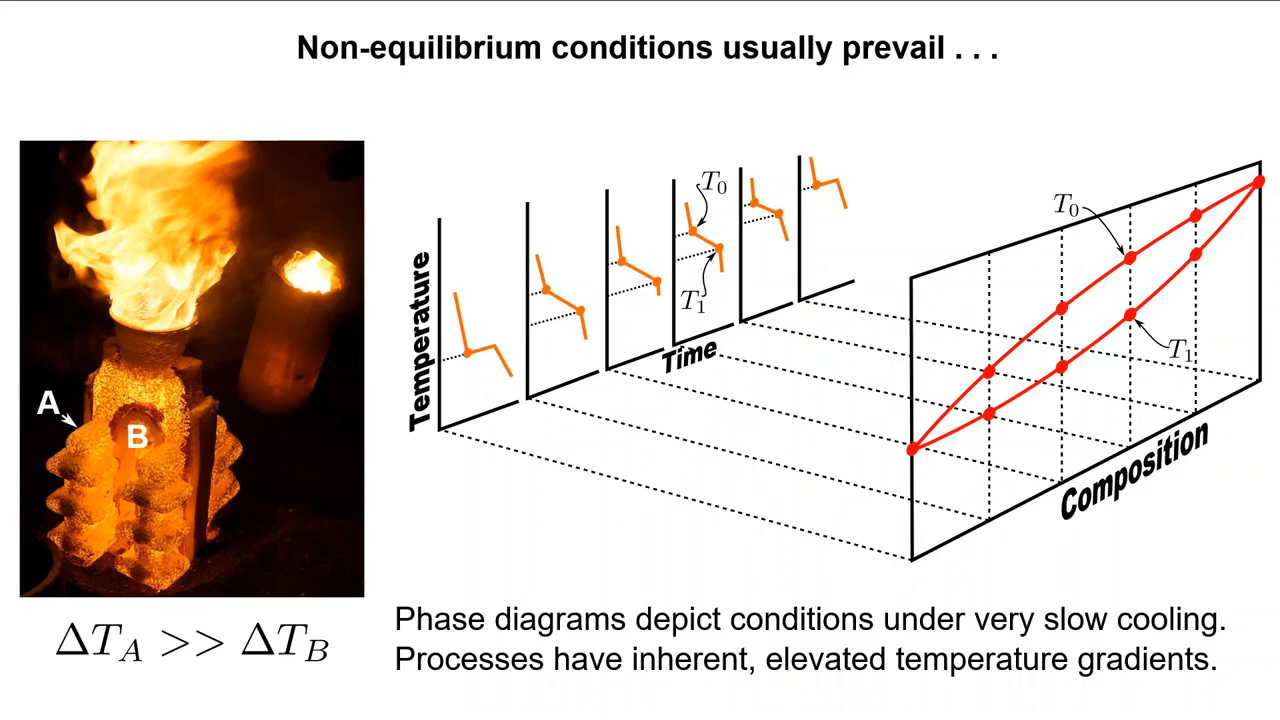 Non-equilibrium conditions usually prevail . . .
A
B
ΔT_A >> ΔT_B
Temperature
Time
T_0
T_1
T_0
T_1
Composition
Phase diagrams depict conditions under very slow cooling.
Processes have inherent, elevated temperature gradients.